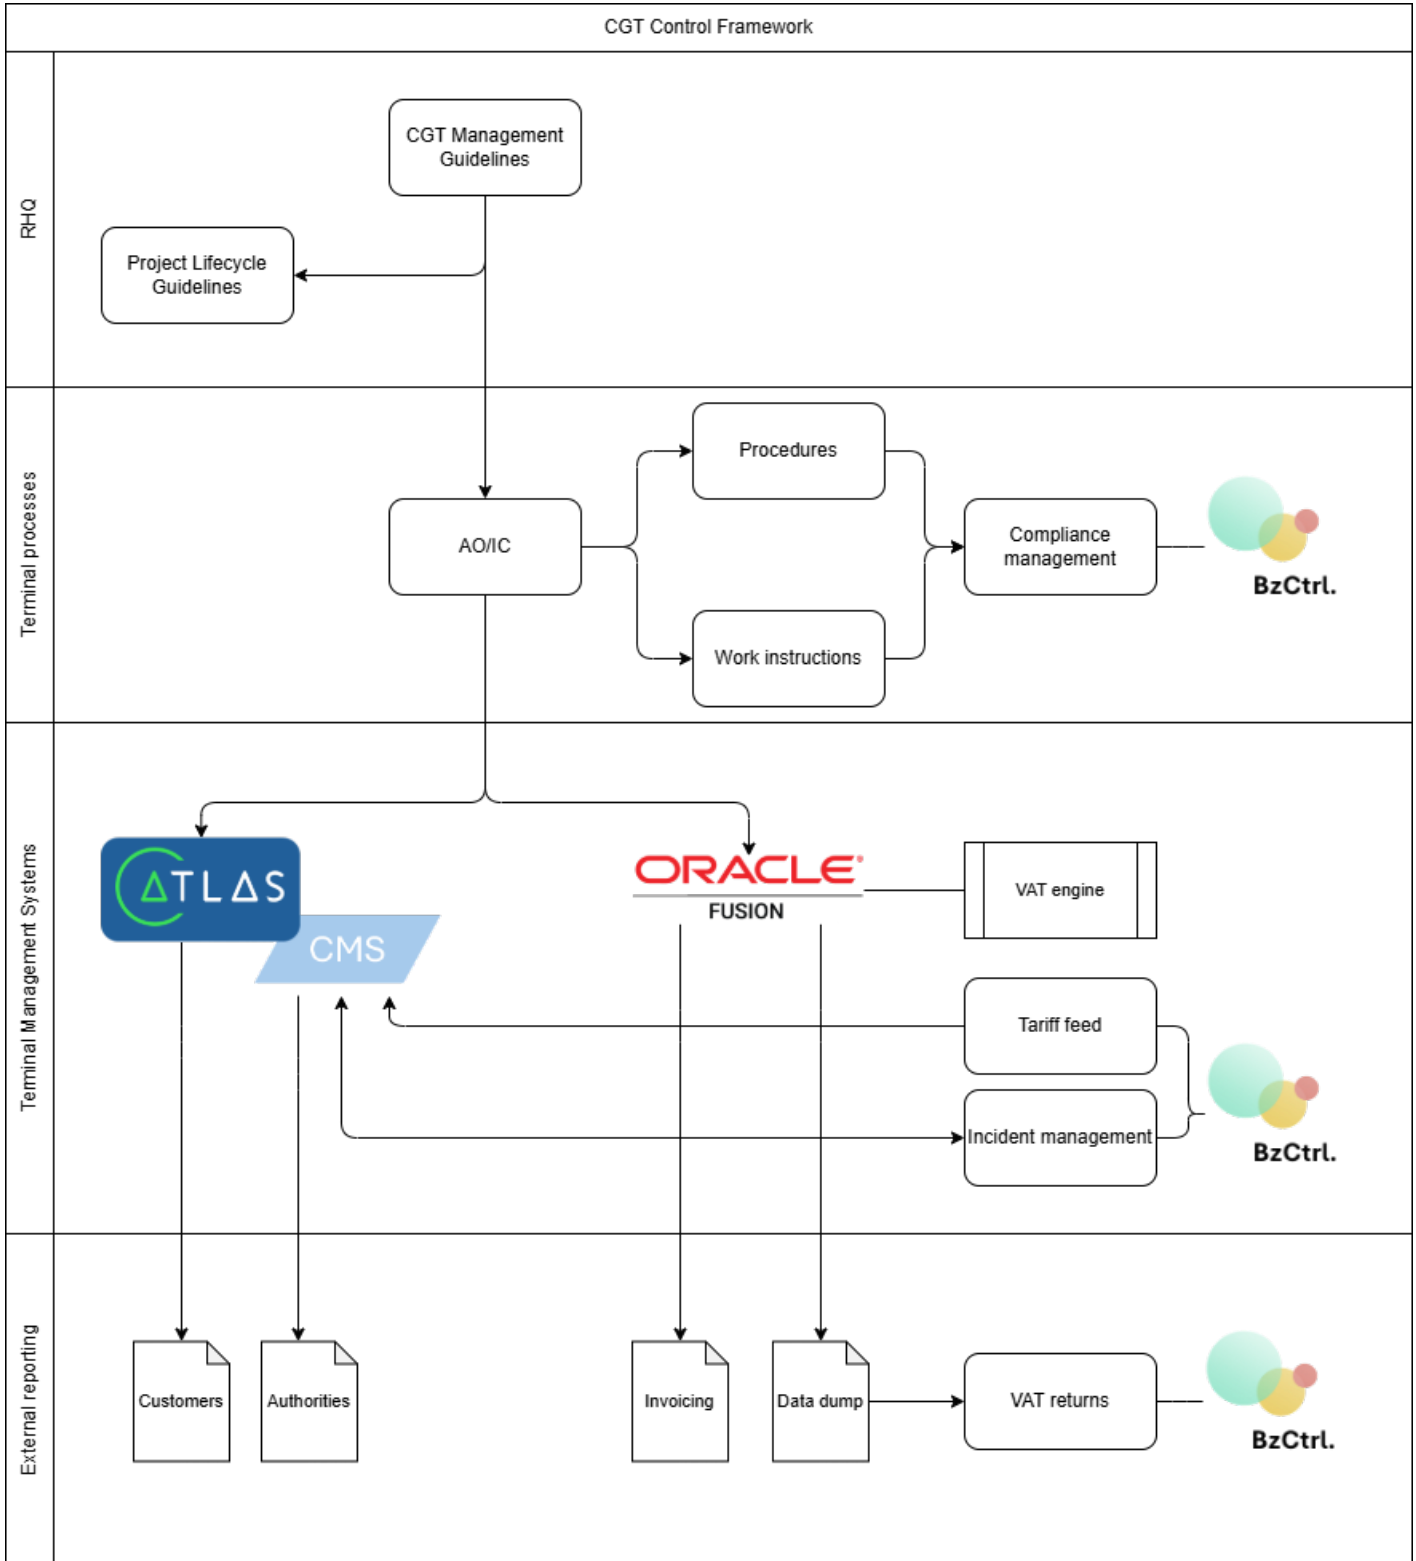 CGT Control Framework
RHQ
CGT Management
Guidelines
Project Lifecycle
Guidelines
Terminal processes
Procedures
AO/IC
Compliance
management
BzCtrl.
Work instructions
Terminal Management Systems
ATLAS
CMS
ORACLE®
FUSION
VAT engine
Tariff feed
Incident management
BzCtrl.
External reporting
Customers
Authorities
Invoicing
Data dump
VAT returns
BzCtrl.